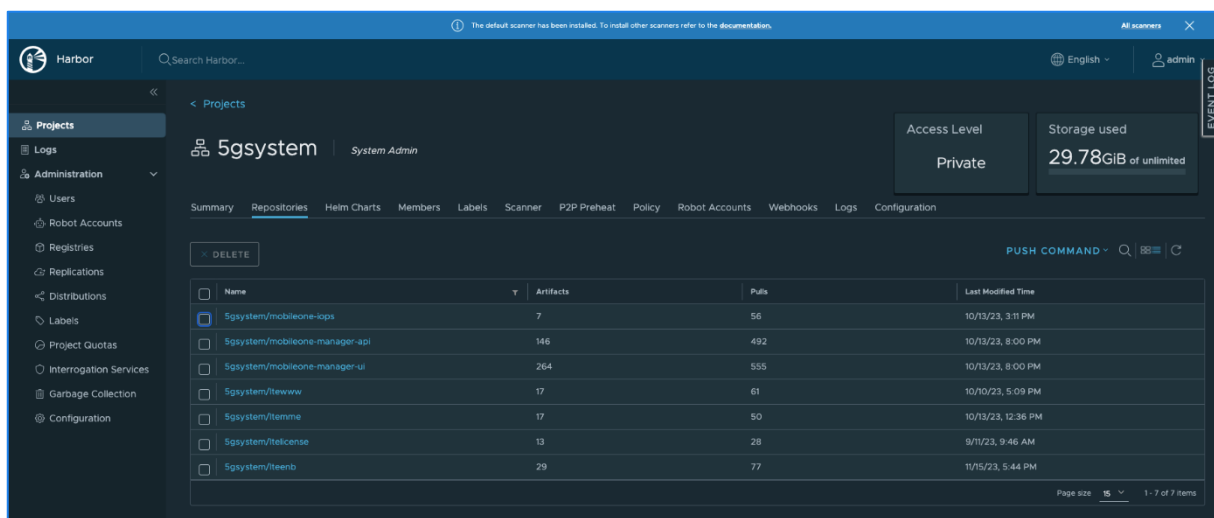 The default scanner has been installed. To install other scanners refer to the documentation.
All scanners
Harbor
Search Harbor...
English
admin
EVENT LOG
Projects
Logs
Administration
Users
Robot Accounts
Registries
Replications
Distributions
Labels
Project Quotas
Interrogation Services
Garbage Collection
Configuration
< Projects
5gsystem System Admin
Access Level
Private
Storage used
29.78GiB of unlimited
Summary Repositories Helm Charts Members Labels Scanner P2P Preheat Policy Robot Accounts Webhooks Logs Configuration
× DELETE
PUSH COMMAND
Name Artifacts Pulls Last Modified Time
5gsystem/mobileone-iops 7 56 10/13/23, 3:11 PM
5gsystem/mobileone-manager-api 146 492 10/13/23, 8:00 PM
5gsystem/mobileone-manager-ui 264 555 10/13/23, 8:00 PM
5gsystem/ltewww 17 61 10/10/23, 5:09 PM
5gsystem/ltemme 17 50 10/13/23, 12:36 PM
5gsystem/ltelicense 13 28 9/11/23, 9:46 AM
5gsystem/lteenb 29 77 11/15/23, 5:44 PM
Page size 15 1 - 7 of 7 items